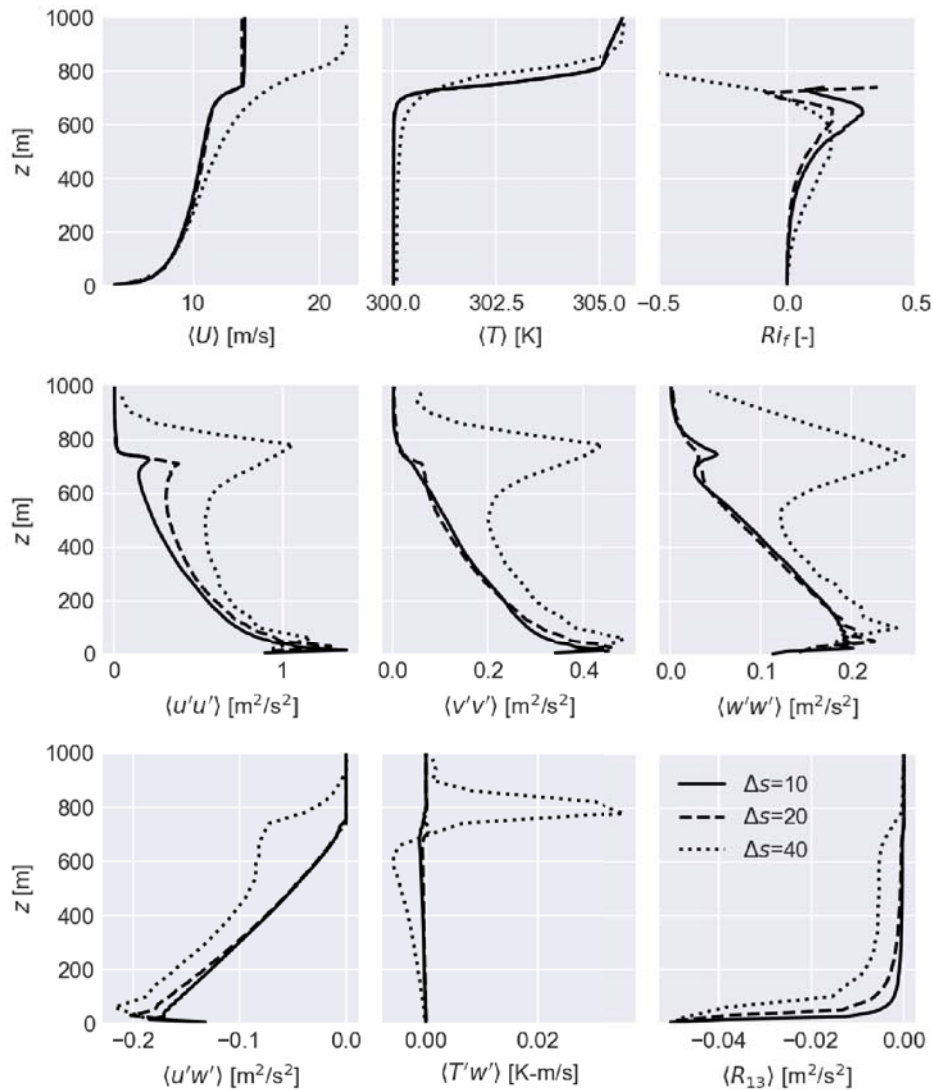 1000
800
600
400
200
0
z [m]
10 20
⟨U⟩ [m/s]
300.0 302.5 305.0
⟨T⟩ [K]
−0.5 0.0 0.5
Ri_f [-]
1000
800
600
400
200
0
z [m]
0 1
⟨u′u′⟩ [m²/s²]
0.0 0.2 0.4
⟨v′v′⟩ [m²/s²]
0.0 0.1 0.2
⟨w′w′⟩ [m²/s²]
1000
800
600
400
200
0
z [m]
−0.2 −0.1 0.0
⟨u′w′⟩ [m²/s²]
0.00 0.02
⟨T′w′⟩ [K-m/s]
Δs=10
Δs=20
Δs=40
−0.04 −0.02 0.00
⟨R₁₃⟩ [m²/s²]